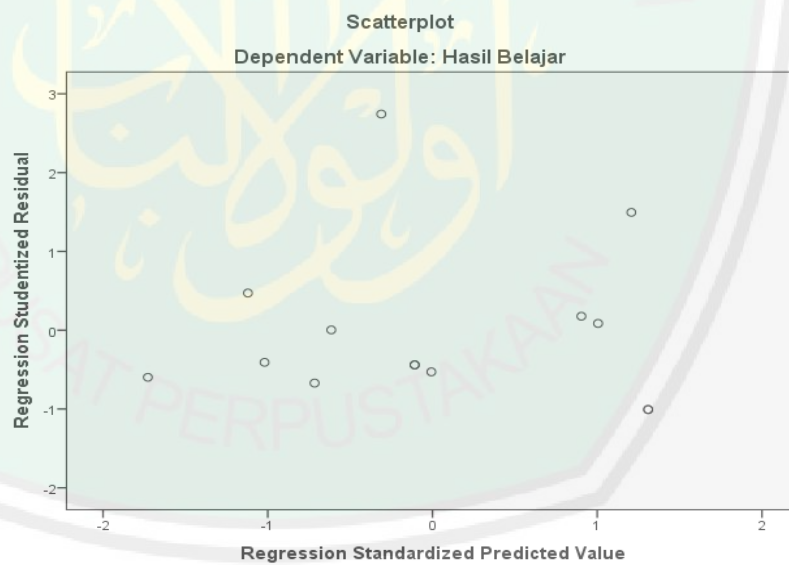 Scatterplot
Dependent Variable: Hasil Belajar
Regression Studentized Residual
3
2
1
0
-1
-2
-2
-1
0
1
2
Regression Standardized Predicted Value
PUSAT PERPUSTAKAAN